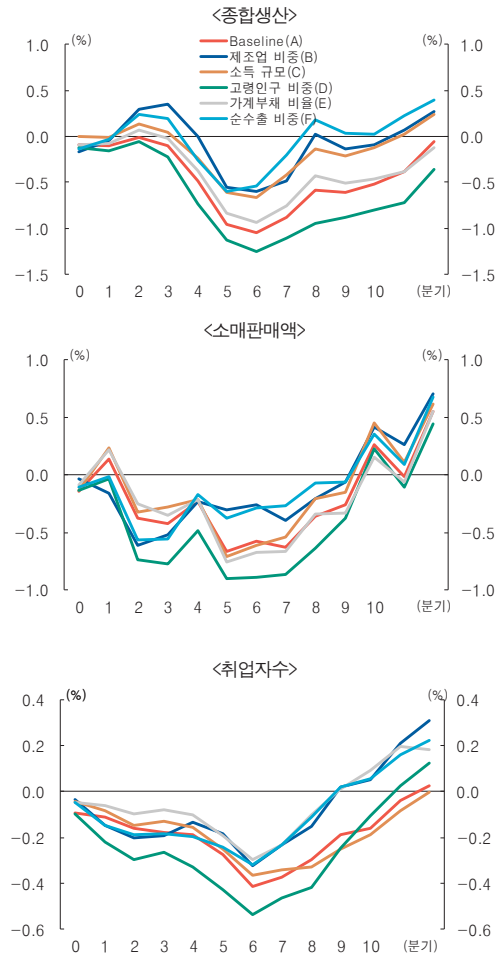 <종합생산>
(%) (%)
1.0 1.0
0.5 0.5
0.0 0.0
−0.5 −0.5
−1.0 −1.0
−1.5 −1.5
Baseline(A)
제조업 비중(B)
소득 규모(C)
고령인구 비중(D)
가계부채 비율(E)
순수출 비중(F)
0 1 2 3 4 5 6 7 8 9 10 (분기)
<소매판매액>
(%) (%)
1.0 1.0
0.5 0.5
0.0 0.0
−0.5 −0.5
−1.0 −1.0
0 1 2 3 4 5 6 7 8 9 10 (분기)
<취업자수>
(%) (%)
0.4 0.4
0.2 0.2
0.0 0.0
−0.2 −0.2
−0.4 −0.4
−0.6 −0.6
0 1 2 3 4 5 6 7 8 9 10 (분기)